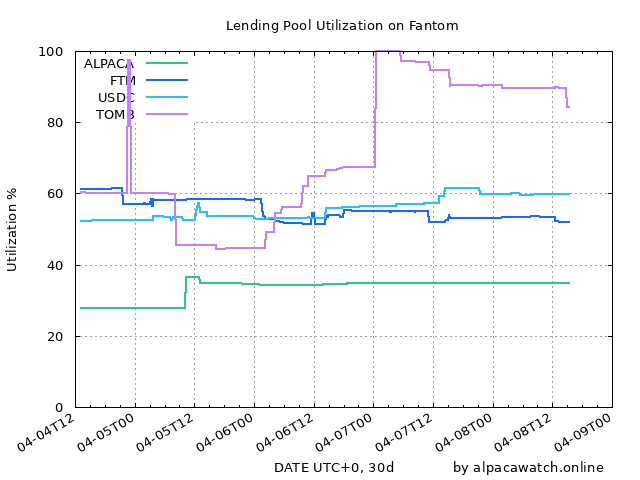 Lending Pool Utilization on Fantom
100
80
60
40
20
0
Utilization %
ALPACA
FTM
USDC
TOMB
04-04T12
04-05T00
04-05T12
04-06T00
04-06T12
04-07T00
04-07T12
04-08T00
04-08T12
04-09T00
DATE UTC+0, 30d
by alpacawatch.online